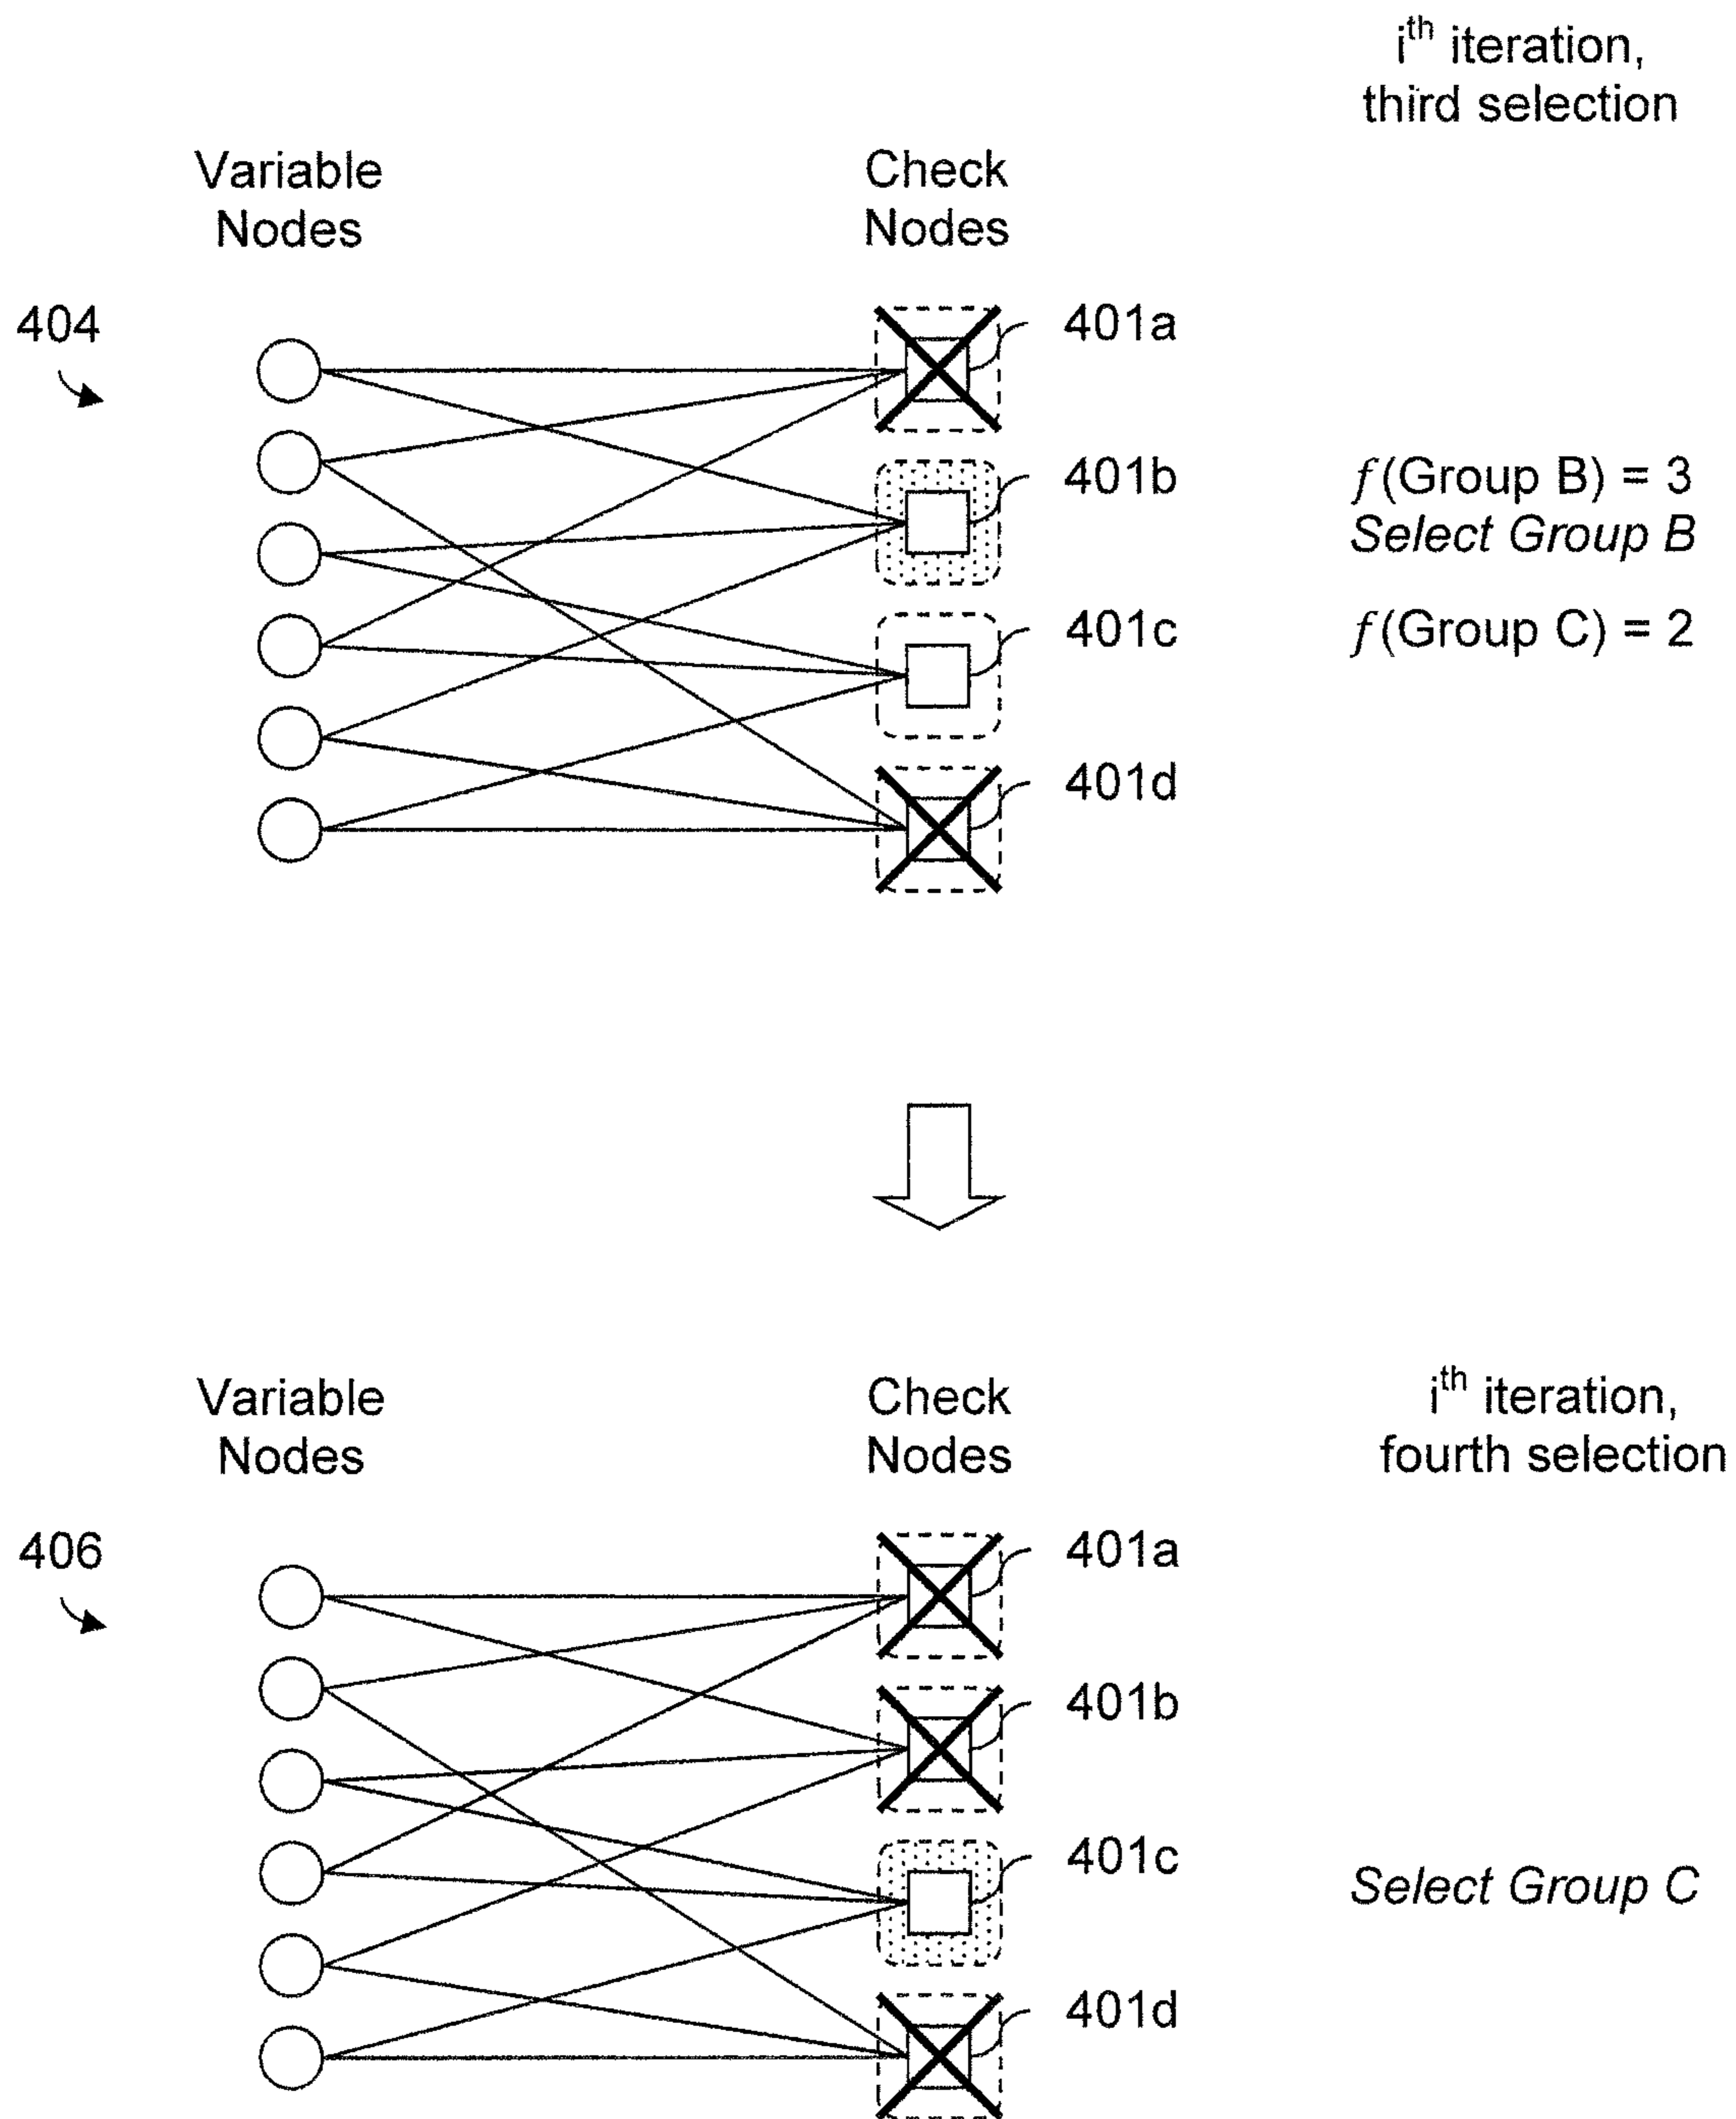 i^th iteration,
third selection
Variable
Nodes
Check
Nodes
404
401a
401b
f(Group B) = 3
Select Group B
401c
f(Group C) = 2
401d
Variable
Nodes
Check
Nodes
i^th iteration,
fourth selection
406
401a
401b
401c
Select Group C
401d